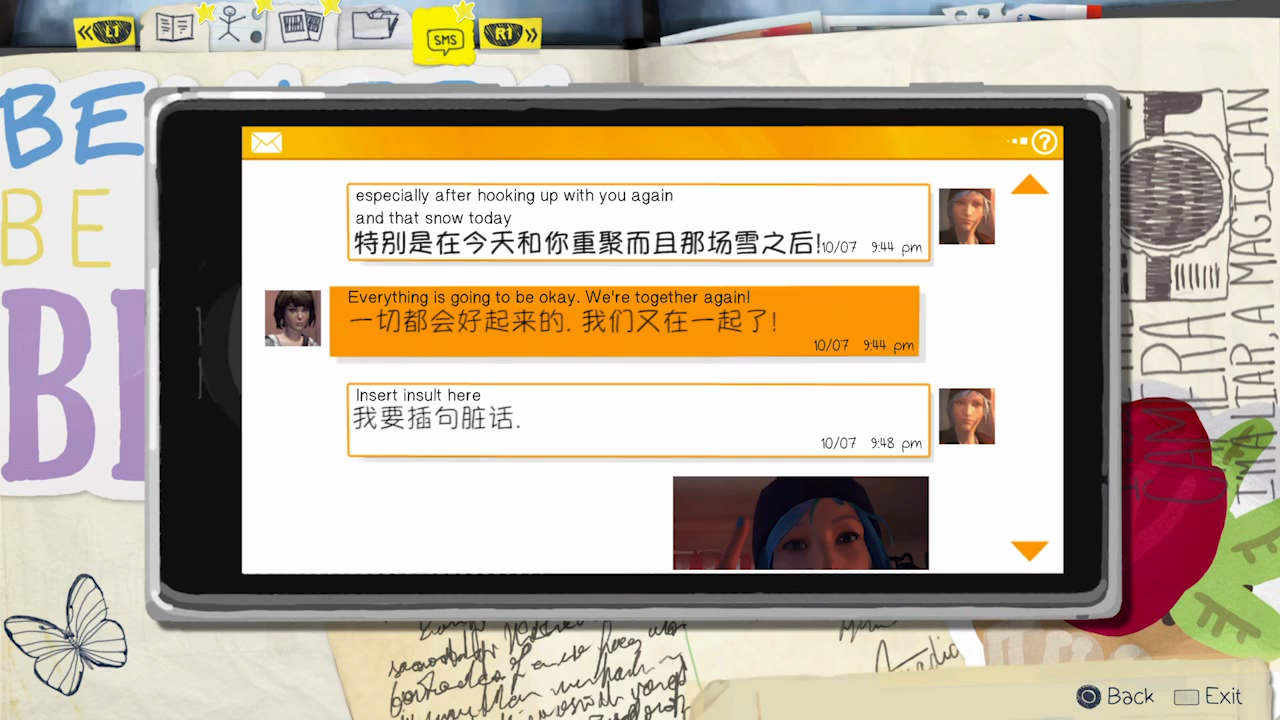 L1
SMS
R1
BE
BE
especially after hooking up with you again
and that snow today
特别是在今天和你重聚而且那场雪之后!
10/07 9:44 pm
Everything is going to be okay. We're together again!
一切都会好起来的. 我们又在一起了!
10/07 9:44 pm
Insert insult here
我要插句脏话.
10/07 9:48 pm
CAMERA
I'M A LIAR, A MAGICIAN
Back
Exit